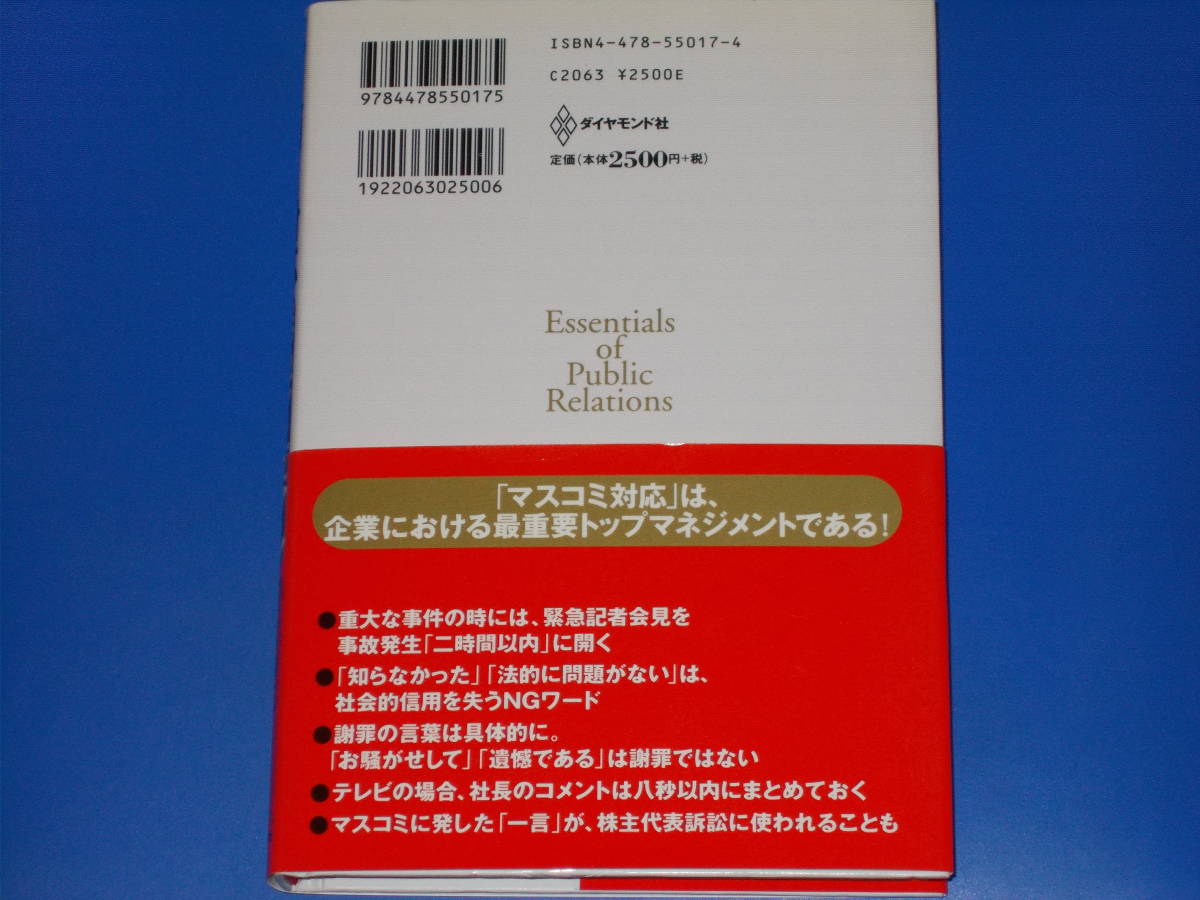 ISBN4-478-55017-4
C2063 ¥2500E
9784478550175
ダイヤモンド社
定価(本体2500円+税)
1922063025006
Essentials
of
Public
Relations
「マスコミ対応」は、
企業における最重要トップマネジメントである!
●重大な事件の時には、緊急記者会見を
事故発生「二時間以内」に開く
●「知らなかった」「法的に問題がない」は、
社会的信用を失うNGワード
●謝罪の言葉は具体的に。
「お騒がせして」「遺憾である」は謝罪ではない
●テレビの場合、社長のコメントは八秒以内にまとめておく
●マスコミに発した「一言」が、株主代表訴訟に使われることも